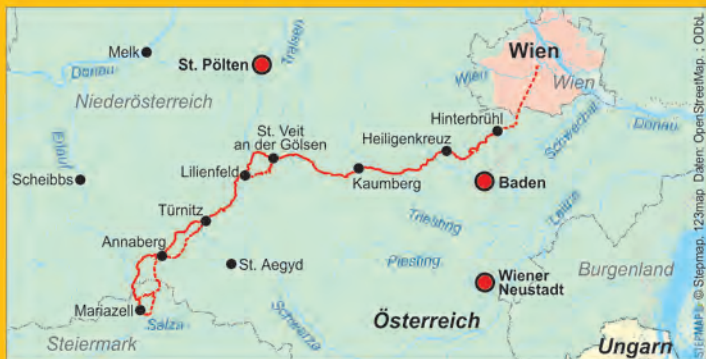 Melk
Donau
St. Pölten
Traisen
Niederösterreich
Wien
Wien
Wien
Hinterbrühl
Schwechat
Donau
Erlauf
St. Veit
an der Gölsen
Heiligenkreuz
Lilienfeld
Kaumberg
Scheibbs
Baden
Türnitz
Triesting
Leitha
Annaberg
St. Aegyd
Piesting
Burgenland
Wiener
Neustadt
Mariazell
Salza
Schwarza
Österreich
Steiermark
Ungarn
STEPMAP © Stepmap, 123map Daten: OpenStreetMap. : ODbL